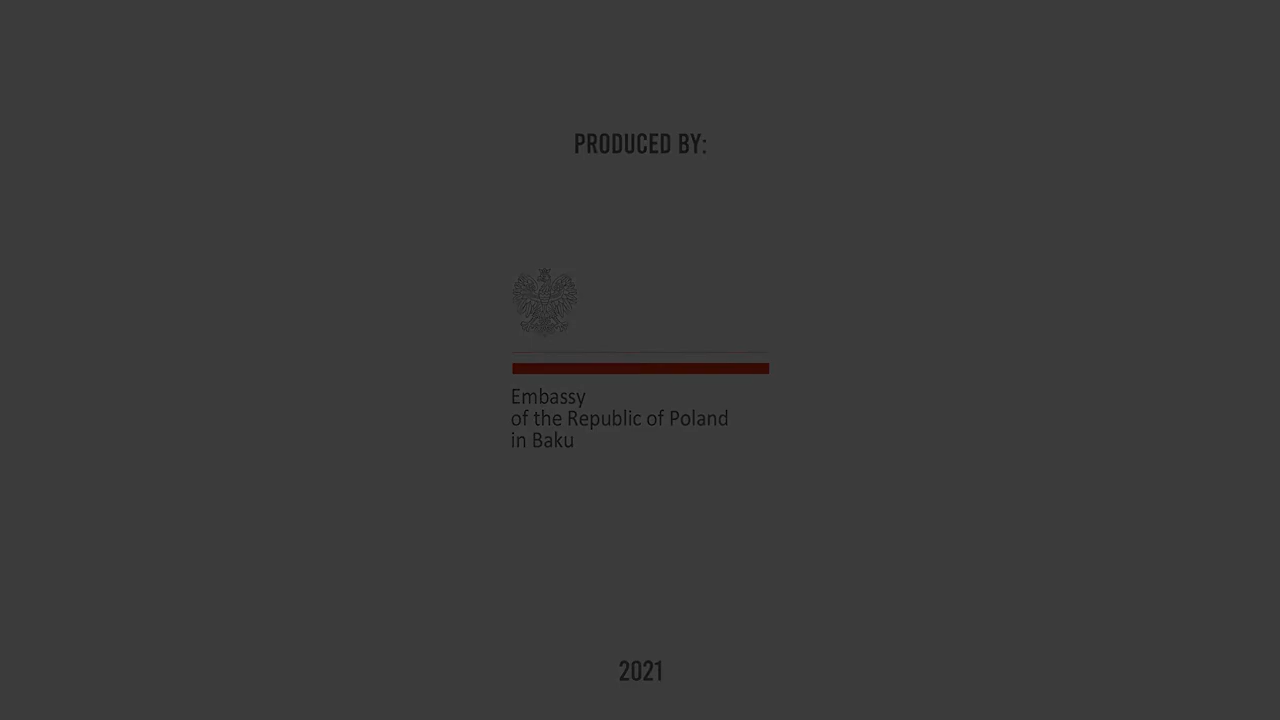 PRODUCED BY:
Embassy
of the Republic of Poland
in Baku
2021